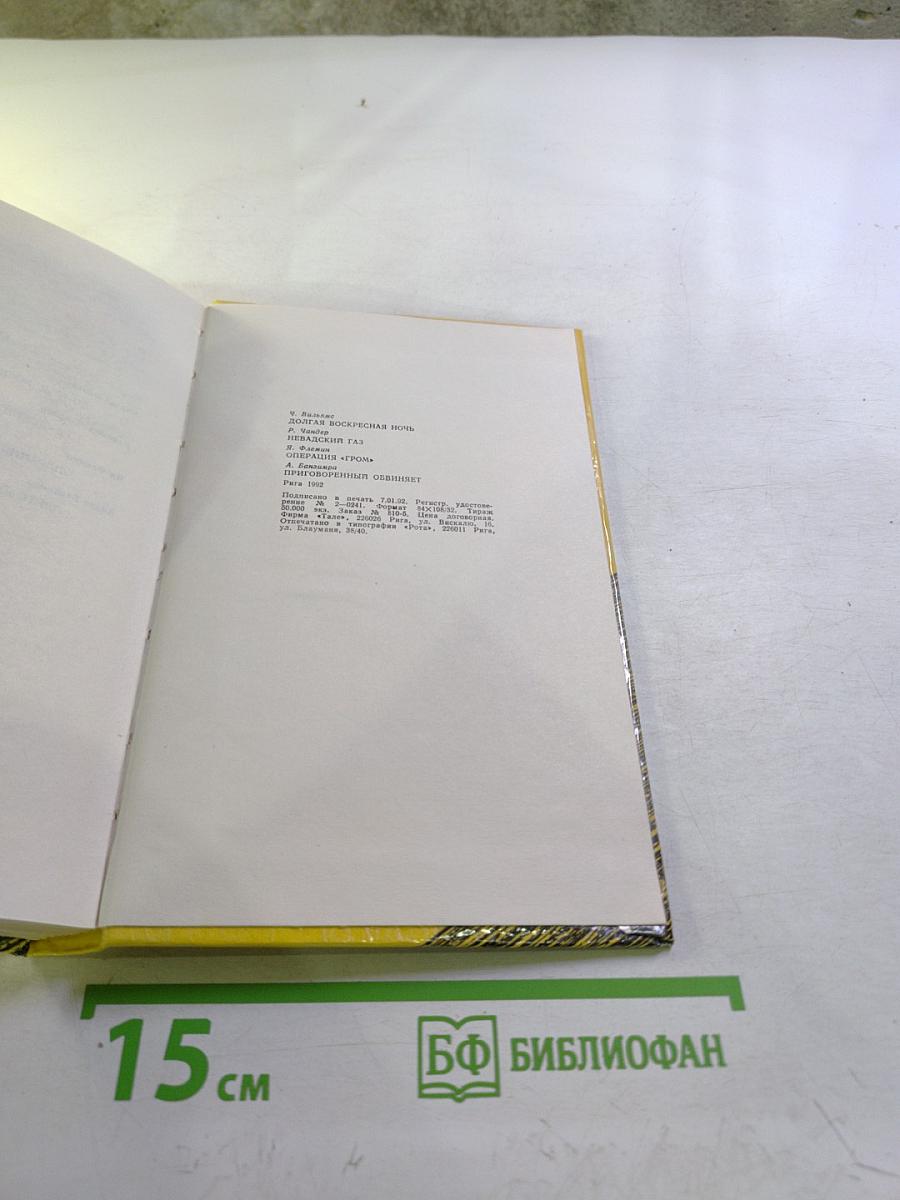 Ч. Вильямс
ДОЛГАЯ ВОСКРЕСНАЯ НОЧЬ
Р. Чандер
НЕВАДСКИЙ ГАЗ
Я. Флемин
ОПЕРАЦИЯ «ГРОМ»
А. Банзимра
ПРИГОВОРЕННЫЙ ОБВИНЯЕТ
Рига 1992
Подписано в печать 7.01.92. Регистр. удостове-
рение № 2—0241. Формат 84×108/32. Тираж
50.000 экз. Заказ № 810-5. Цена договорная.
Фирма «Тале», 226026 Рига, ул. Вискалю, 16.
Отпечатано в типографии «Рота», 226011 Рига,
ул. Блаумана, 38/40.
15 см
БФ БИБЛИОФАН